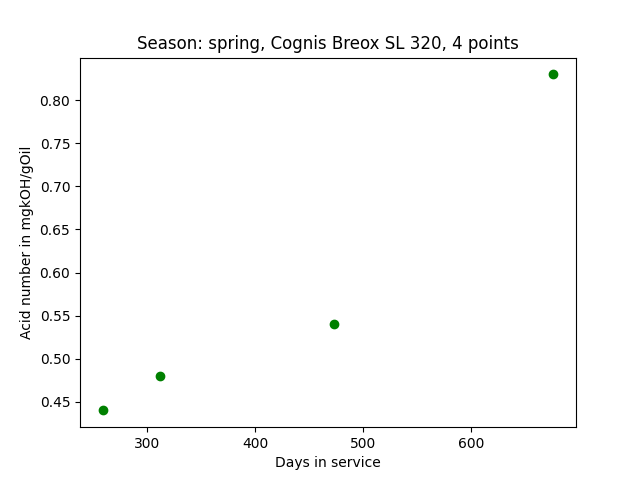 Season: spring, Cognis Breox SL 320, 4 points
Acid number in mgkOH/gOil
0.80
0.75
0.70
0.65
0.60
0.55
0.50
0.45
300 400 500 600
Days in service